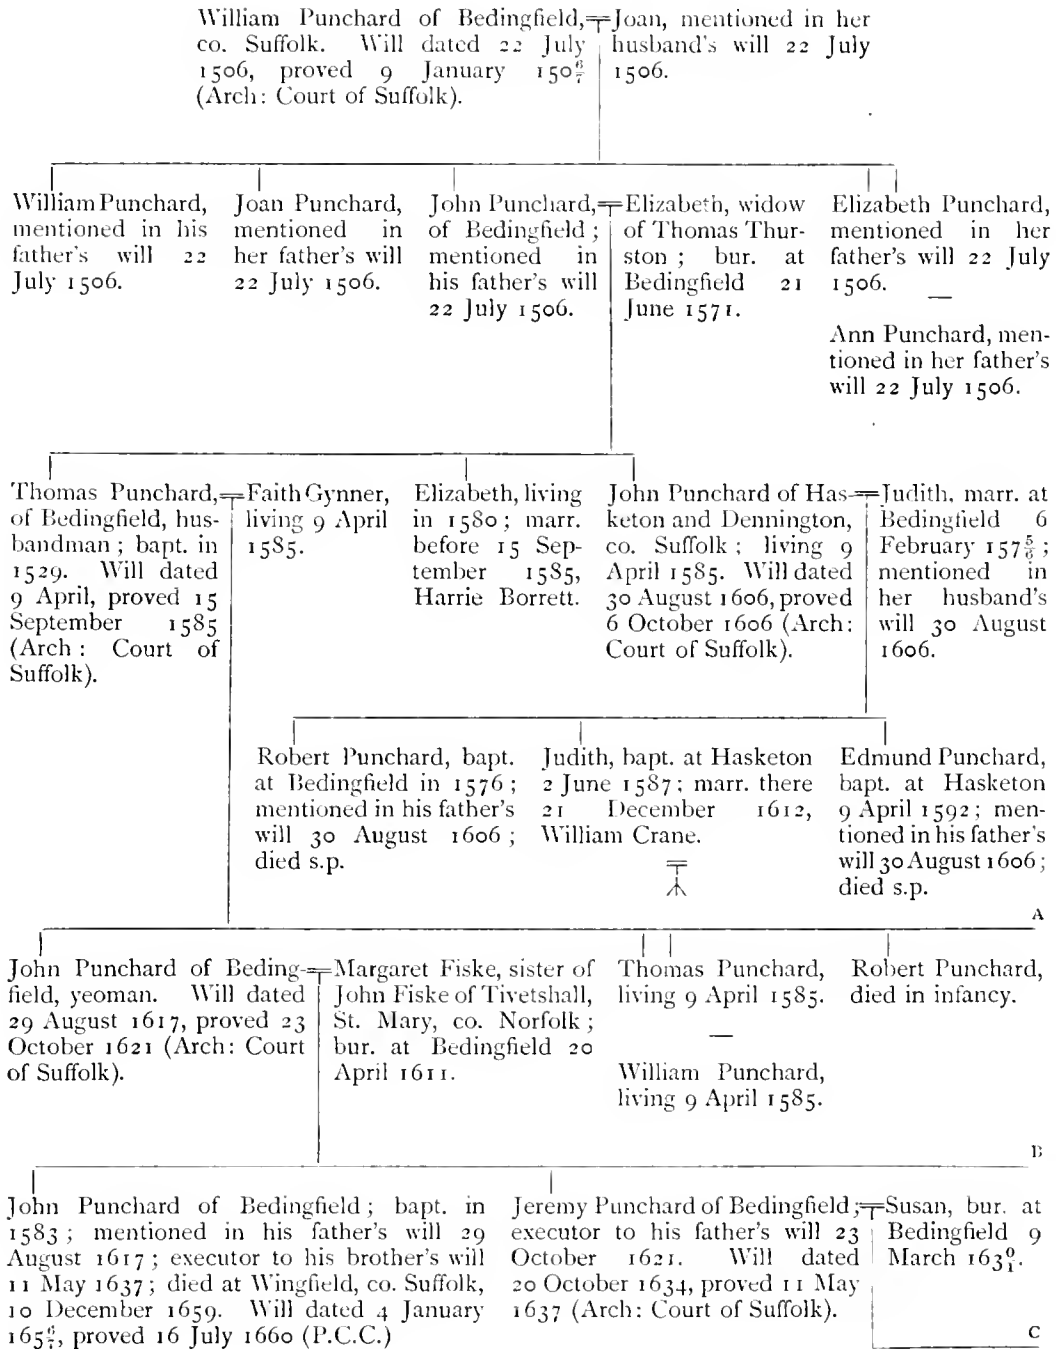 William Punchard of Bedingfield,
co. Suffolk. Will dated 22 July
1506, proved 9 January 150 6/7
(Arch: Court of Suffolk).
Joan, mentioned in her
husband's will 22 July
1506.
William Punchard,
mentioned in his
father's will 22
July 1506.
Joan Punchard,
mentioned in
her father's will
22 July 1506.
John Punchard,
of Bedingfield;
mentioned in
his father's will
22 July 1506.
Elizabeth, widow
of Thomas Thur-
ston; bur. at
Bedingfield 21
June 1571.
Elizabeth Punchard,
mentioned in her
father's will 22 July
1506.
Ann Punchard, men-
tioned in her father's
will 22 July 1506.
Thomas Punchard,
of Bedingfield, hus-
bandman; bapt. in
1529. Will dated
9 April, proved 15
September 1585
(Arch: Court of
Suffolk).
Faith Gynner,
living 9 April
1585.
Elizabeth, living
in 1580; marr.
before 15 Sep-
tember 1585,
Harrie Borrett.
John Punchard of Has-
keton and Dennington,
co. Suffolk; living 9
April 1585. Will dated
30 August 1606, proved
6 October 1606 (Arch:
Court of Suffolk).
Judith, marr. at
Bedingfield 6
February 157 5/6;
mentioned in
her husband's
will 30 August
1606.
Robert Punchard, bapt.
at Bedingfield in 1576;
mentioned in his father's
will 30 August 1606;
died s.p.
Judith, bapt. at Hasketon
2 June 1587; marr. there
21 December 1612,
William Crane.
Edmund Punchard,
bapt. at Hasketon
9 April 1592; men-
tioned in his father's
will 30 August 1606;
died s.p.
A
John Punchard of Beding-
field, yeoman. Will dated
29 August 1617, proved 23
October 1621 (Arch: Court
of Suffolk).
Margaret Fiske, sister of
John Fiske of Tivetshall,
St. Mary, co. Norfolk;
bur. at Bedingfield 20
April 1611.
Thomas Punchard,
living 9 April 1585.
William Punchard,
living 9 April 1585.
Robert Punchard,
died in infancy.
B
John Punchard of Bedingfield; bapt. in
1583; mentioned in his father's will 29
August 1617; executor to his brother's will
11 May 1637; died at Wingfield, co. Suffolk,
10 December 1659. Will dated 4 January
165 6/7, proved 16 July 1660 (P.C.C.)
Jeremy Punchard of Bedingfield;
executor to his father's will 23
October 1621. Will dated
20 October 1634, proved 11 May
1637 (Arch: Court of Suffolk).
Susan, bur. at
Bedingfield 9
March 163 0/1.
C